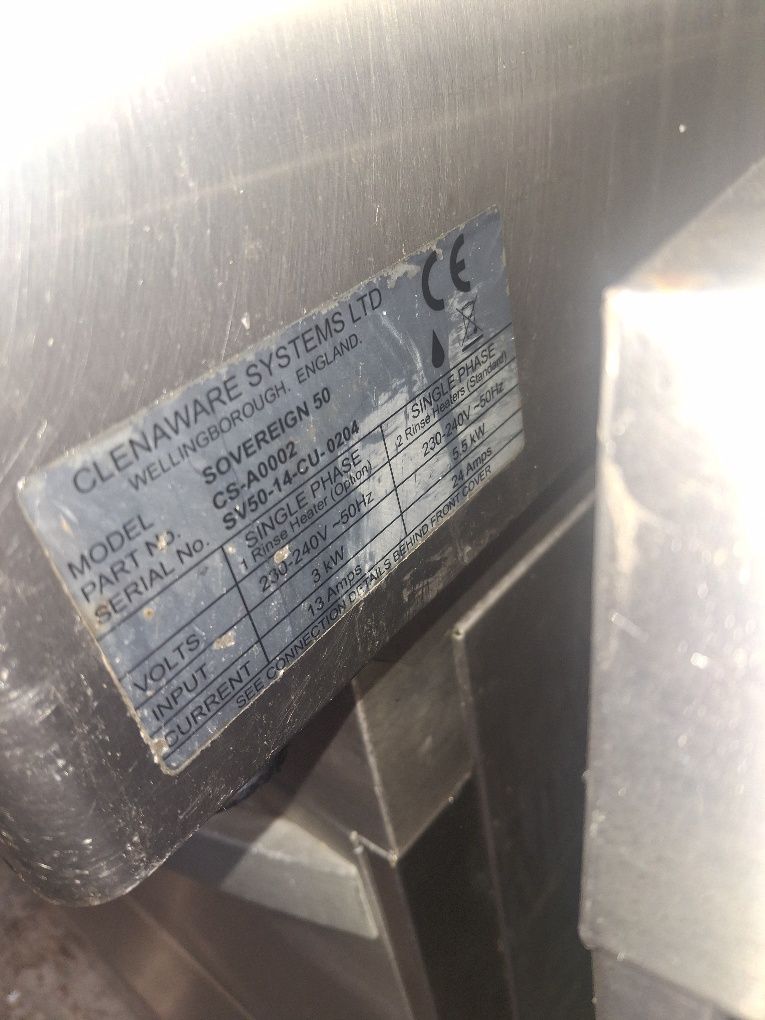 CLENAWARE SYSTEMS LTD
WELLINGBOROUGH, ENGLAND.
CE
MODEL SOVEREIGN 50
PART No. CS-A0002
SERIAL No. SV50-14-CU-0204
SINGLE PHASE SINGLE PHASE
1 Rinse Heater (Option) 2 Rinse Heaters (Standard)
VOLTS 230-240V ~50Hz 230-240V ~50Hz
INPUT 3 kW 5.5 kW
CURRENT 13 Amps 24 Amps
SEE CONNECTION DETAILS BEHIND FRONT COVER